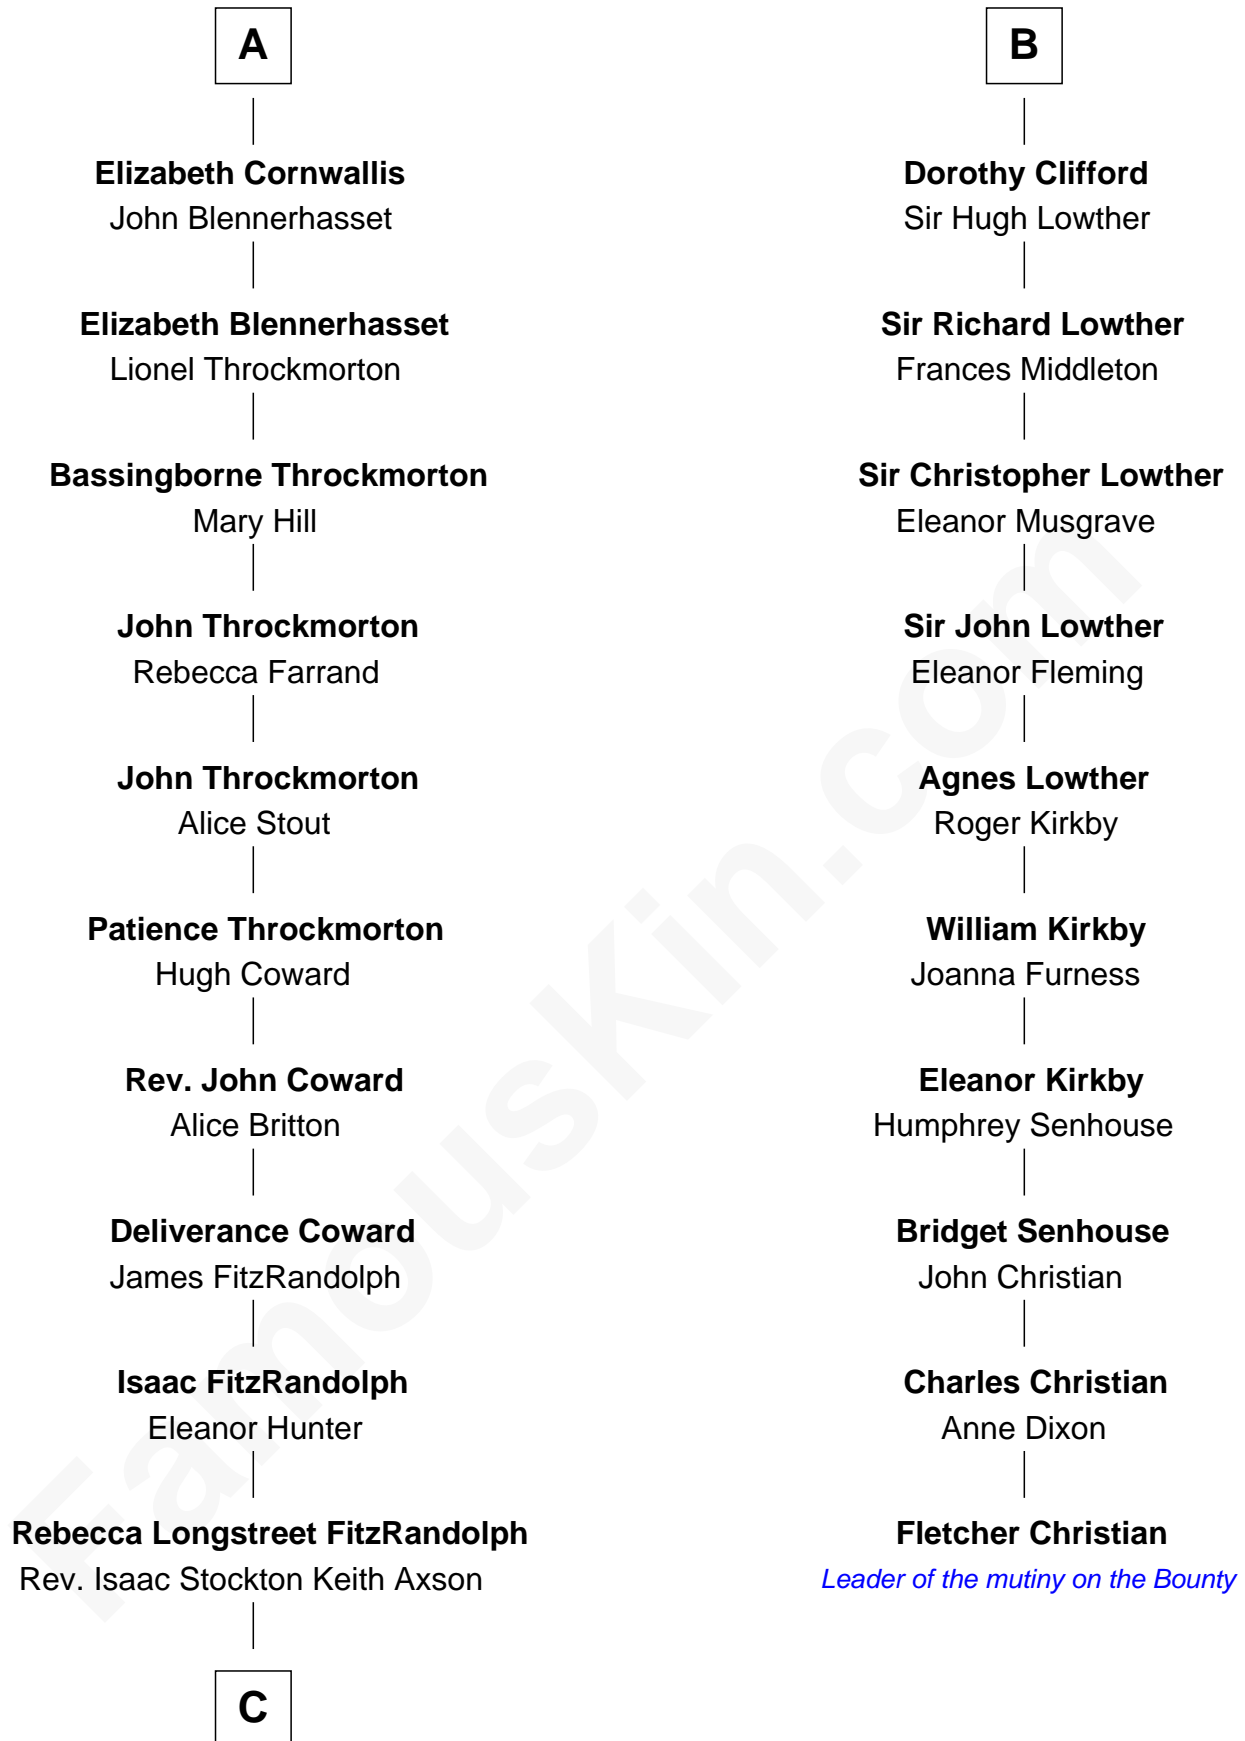 A
Elizabeth Cornwallis
John Blennerhasset
Elizabeth Blennerhasset
Lionel Throckmorton
Bassingborne Throckmorton
Mary Hill
John Throckmorton
Rebecca Farrand
John Throckmorton
Alice Stout
Patience Throckmorton
Hugh Coward
Rev. John Coward
Alice Britton
Deliverance Coward
James FitzRandolph
Isaac FitzRandolph
Eleanor Hunter
Rebecca Longstreet FitzRandolph
Rev. Isaac Stockton Keith Axson
C
B
Dorothy Clifford
Sir Hugh Lowther
Sir Richard Lowther
Frances Middleton
Sir Christopher Lowther
Eleanor Musgrave
Sir John Lowther
Eleanor Fleming
Agnes Lowther
Roger Kirkby
William Kirkby
Joanna Furness
Eleanor Kirkby
Humphrey Senhouse
Bridget Senhouse
John Christian
Charles Christian
Anne Dixon
Fletcher Christian
Leader of the mutiny on the Bounty
FamousKin.com